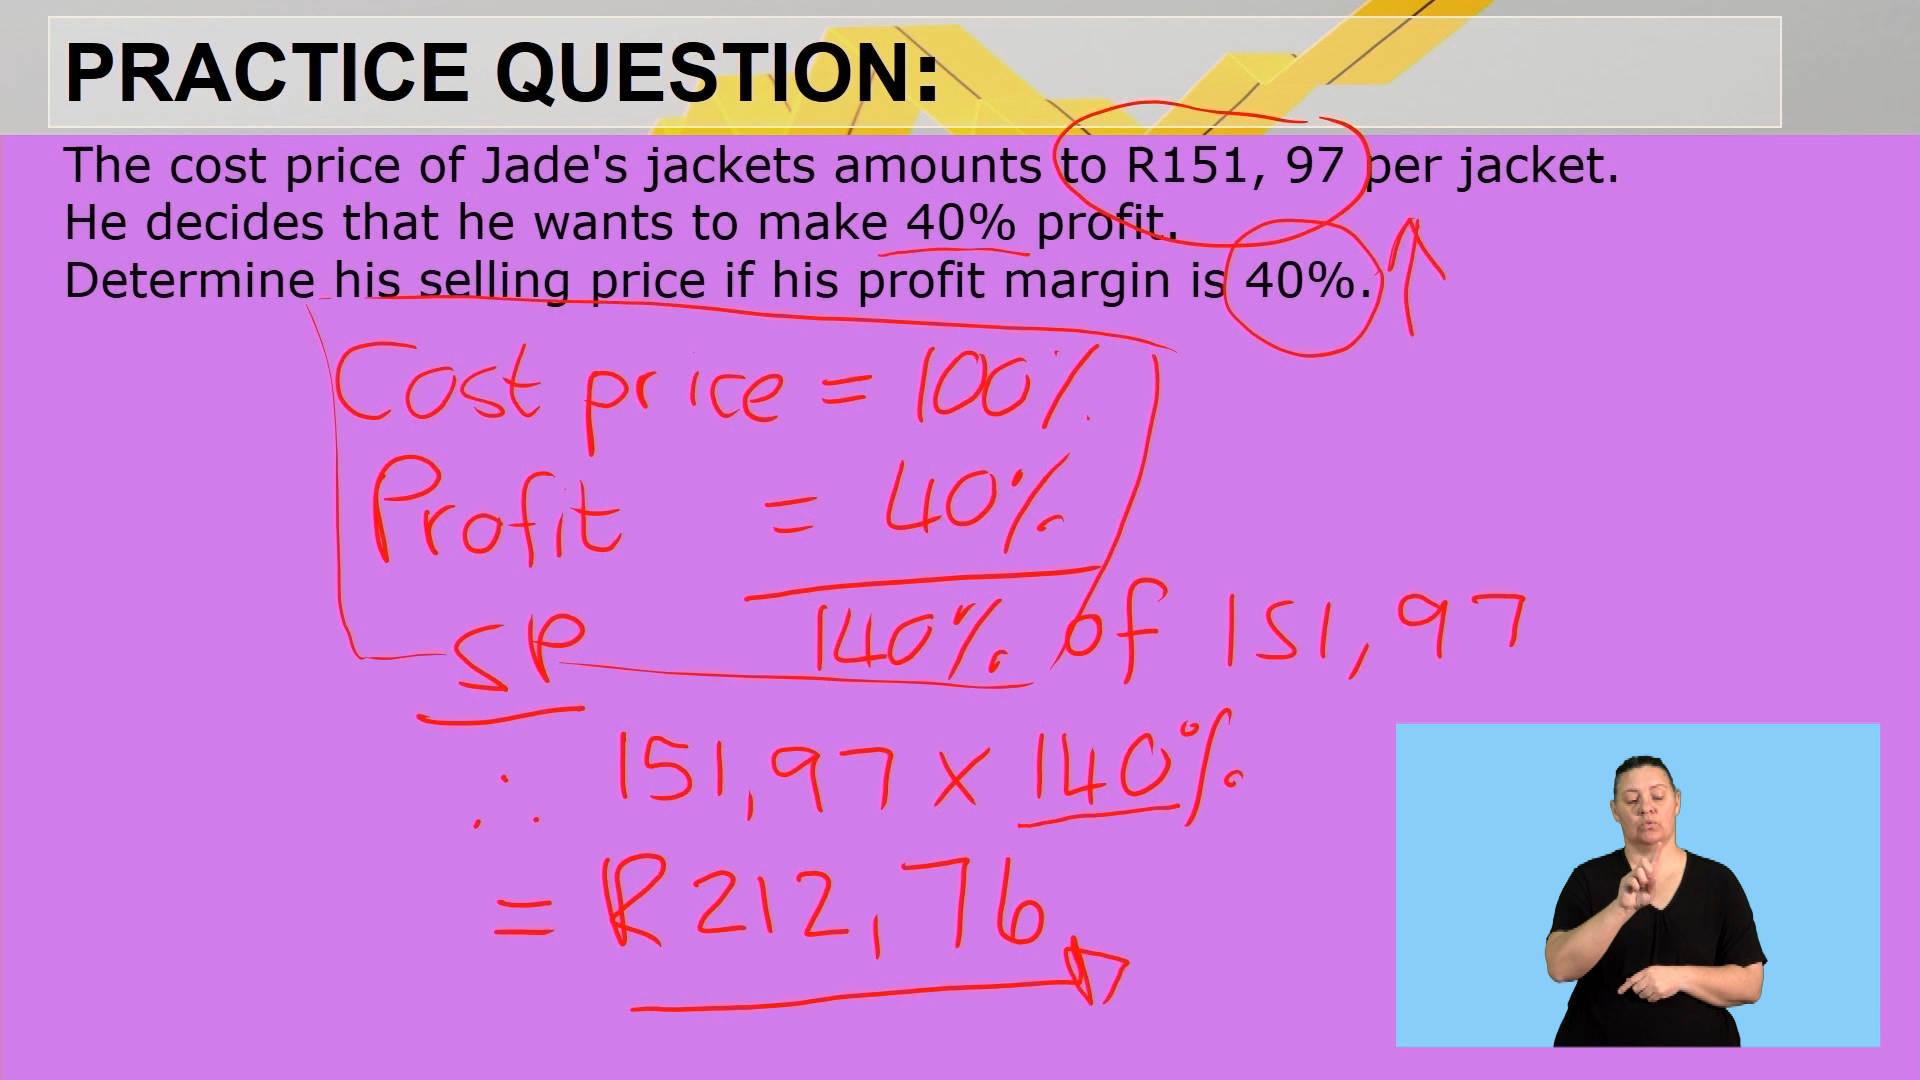 PRACTICE QUESTION:
The cost price of Jade's jackets amounts to R151, 97 per jacket.
He decides that he wants to make 40% profit.
Determine his selling price if his profit margin is 40%.
Cost price = 100%
Profit = 40%
SP 140% of 151,97
∴ 151,97 × 140%
= R212,76